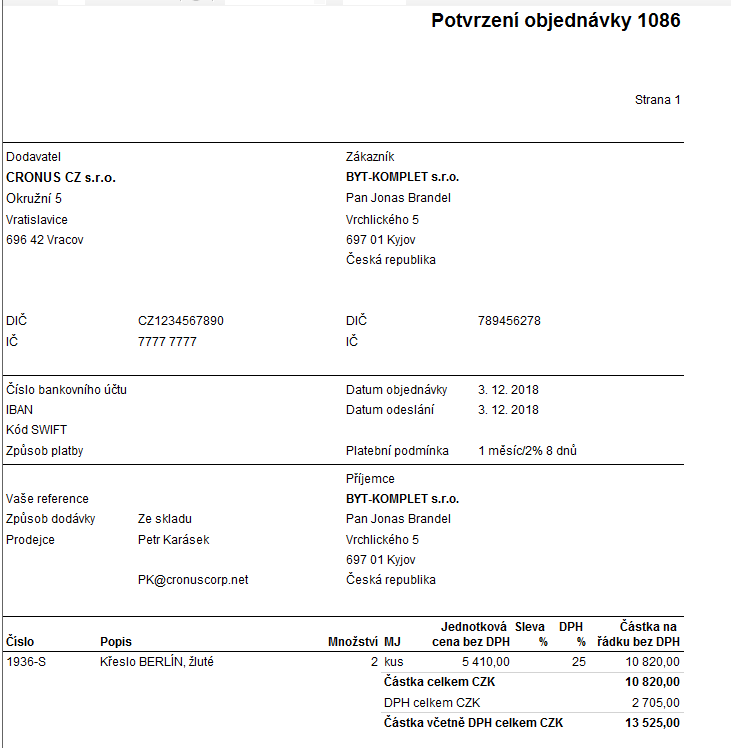 Potvrzení objednávky 1086
Strana 1
Dodavatel
CRONUS CZ s.r.o.
Okružní 5
Vratislavice
696 42 Vracov
Zákazník
BYT-KOMPLET s.r.o.
Pan Jonas Brandel
Vrchlického 5
697 01 Kyjov
Česká republika
DIČ CZ1234567890
IČ 7777 7777
DIČ 789456278
IČ
Číslo bankovního účtu
IBAN
Kód SWIFT
Způsob platby
Datum objednávky 3. 12. 2018
Datum odeslání 3. 12. 2018
Platební podmínka 1 měsíc/2% 8 dnů
Vaše reference
Způsob dodávky Ze skladu
Prodejce Petr Karásek
PK@cronuscorp.net
Příjemce
BYT-KOMPLET s.r.o.
Pan Jonas Brandel
Vrchlického 5
697 01 Kyjov
Česká republika
Číslo Popis Množství MJ Jednotková cena bez DPH Sleva % DPH % Částka na řádku bez DPH
1936-S Křeslo BERLÍN, žluté 2 kus 5 410,00 25 10 820,00
Částka celkem CZK 10 820,00
DPH celkem CZK 2 705,00
Částka včetně DPH celkem CZK 13 525,00